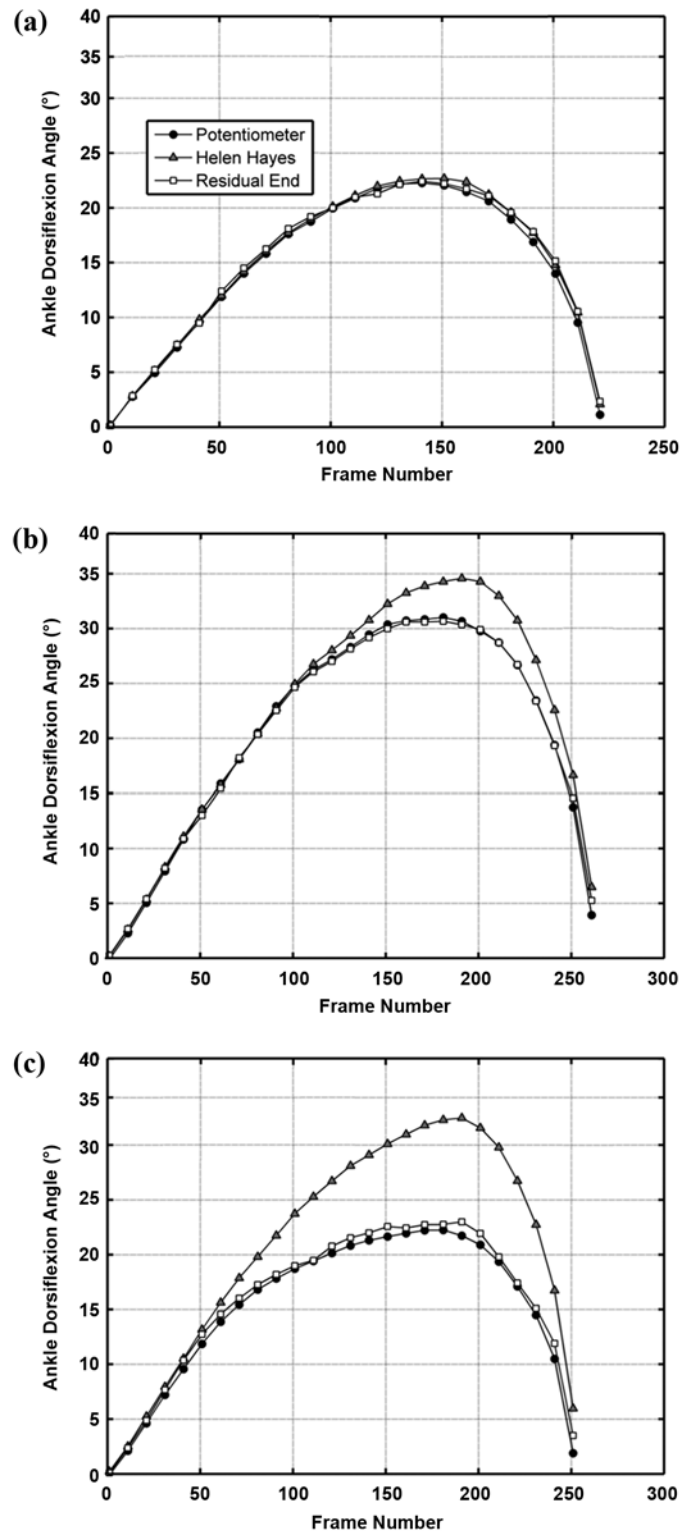 (a)
40
35
30
25
20
15
10
5
0
Ankle Dorsiflexion Angle (°)
Potentiometer
Helen Hayes
Residual End
0 50 100 150 200 250
Frame Number
(b)
40
35
30
25
20
15
10
5
0
Ankle Dorsiflexion Angle (°)
0 50 100 150 200 250 300
Frame Number
(c)
40
35
30
25
20
15
10
5
0
Ankle Dorsiflexion Angle (°)
0 50 100 150 200 250 300
Frame Number